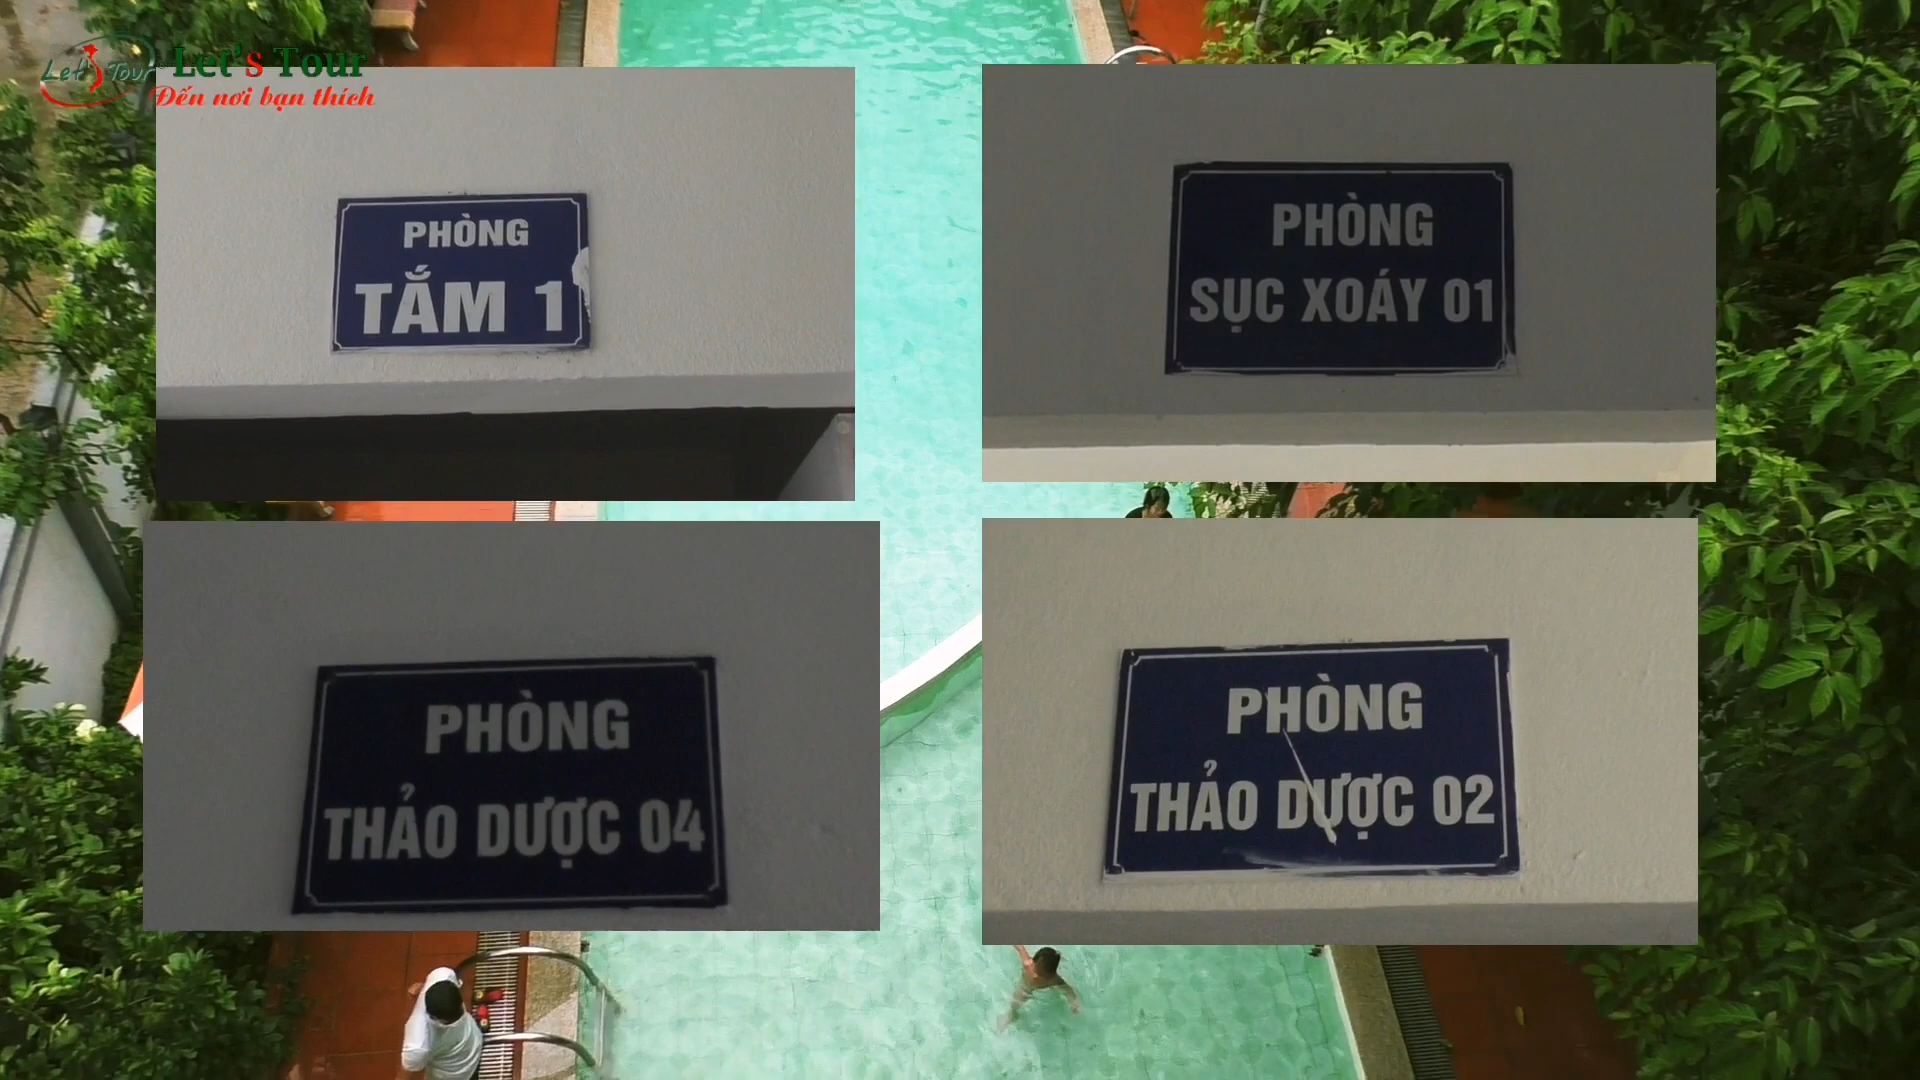 Let's Tour
Let's Tour
Đến nơi bạn thích
PHÒNG
TẮM 1
PHÒNG
SỤC XOÁY 01
PHÒNG
THẢO DƯỢC 04
PHÒNG
THẢO DƯỢC 02